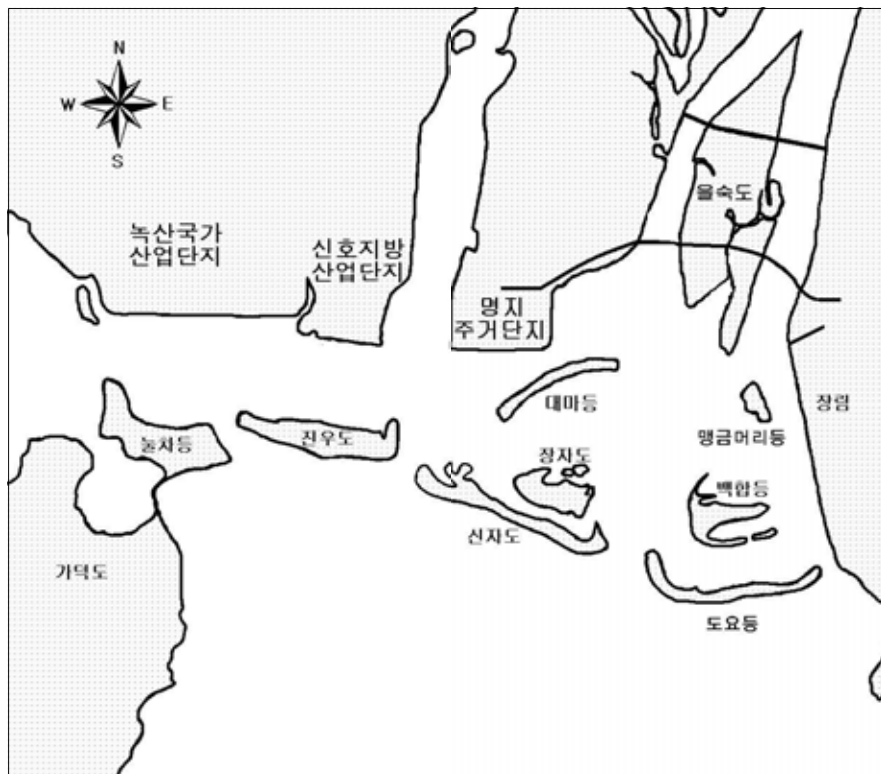 N
W E
S
을숙도
녹산국가
산업단지
신호지방
산업단지
명지
주거단지
대마등
장림
눌차등
진우도
맹금머리등
장자도
백합등
신자도
가덕도
도요등